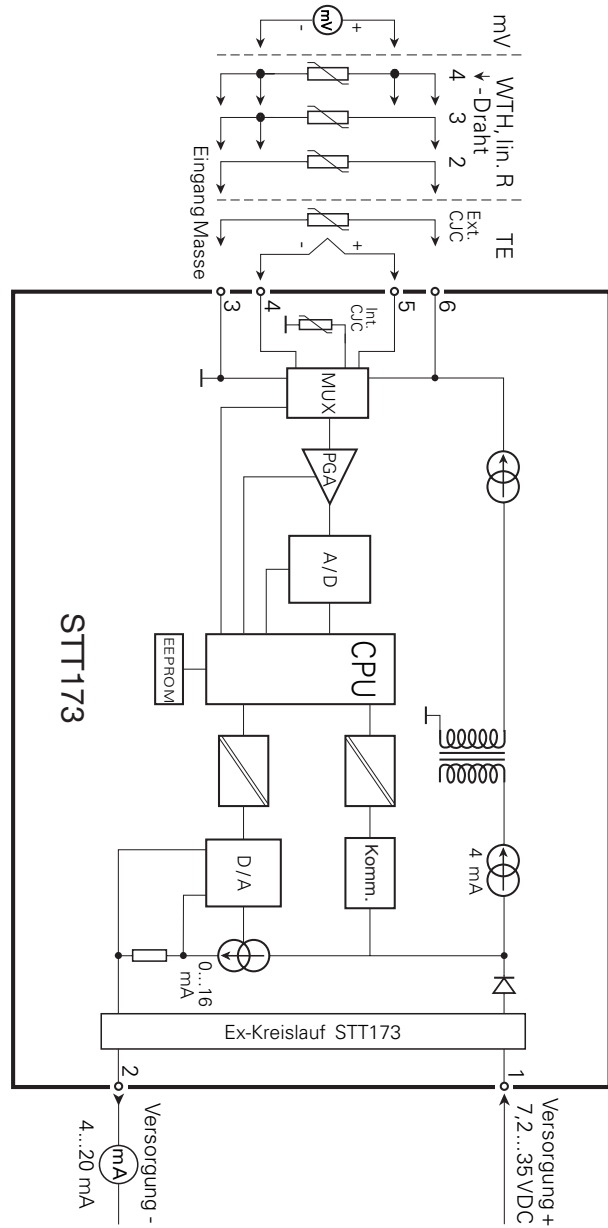 mV
+
mV
-
WTH, lin. R
-Draht
4
3
2
TE
Ext.
CJC
+
-
Eingang Masse
6
5
4
3
Int.
CJC
MUX
PGA
A/D
CPU
EEPROM
STT173
4 mA
Komm.
D/A
0...16
mA
Ex-Kreislauf STT173
1
2
Versorgung +
7,2...35 VDC
Versorgung -
4...20 mA
mA